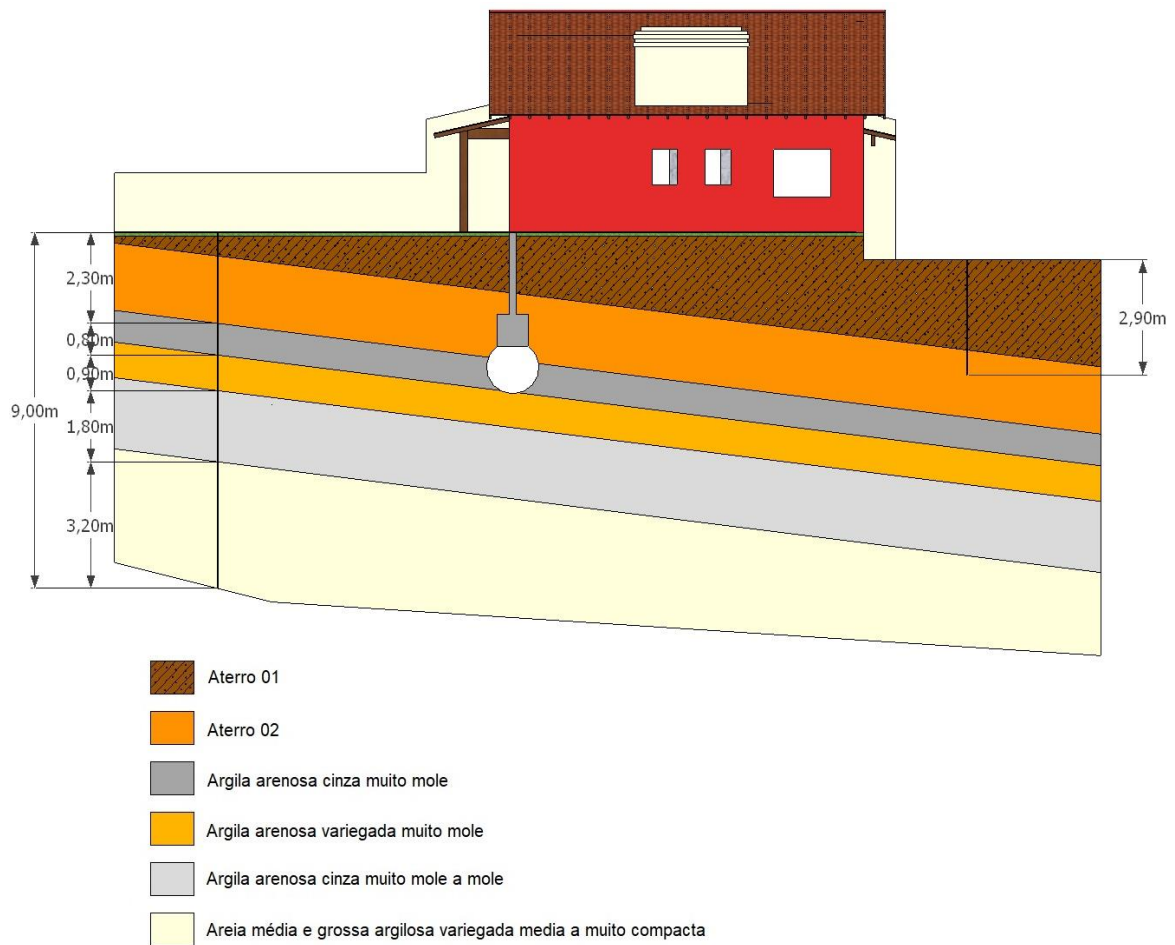 2,30m
0,80m
0,90m
9,00m
1,80m
3,20m
2,90m
Aterro 01
Aterro 02
Argila arenosa cinza muito mole
Argila arenosa variegada muito mole
Argila arenosa cinza muito mole a mole
Areia média e grossa argilosa variegada media a muito compacta